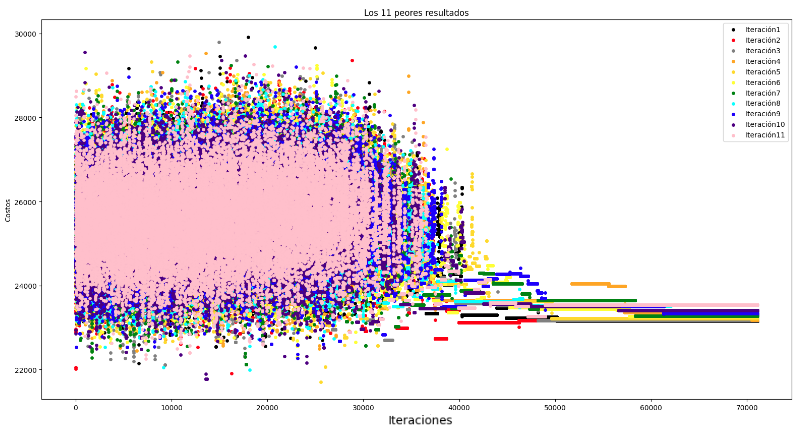 Los 11 peores resultados
30000
28000
26000
24000
22000
Costos
0
10000
20000
30000
40000
50000
60000
70000
Iteraciones
Iteración1
Iteración2
Iteración3
Iteración4
Iteración5
Iteración6
Iteración7
Iteración8
Iteración9
Iteración10
Iteración11